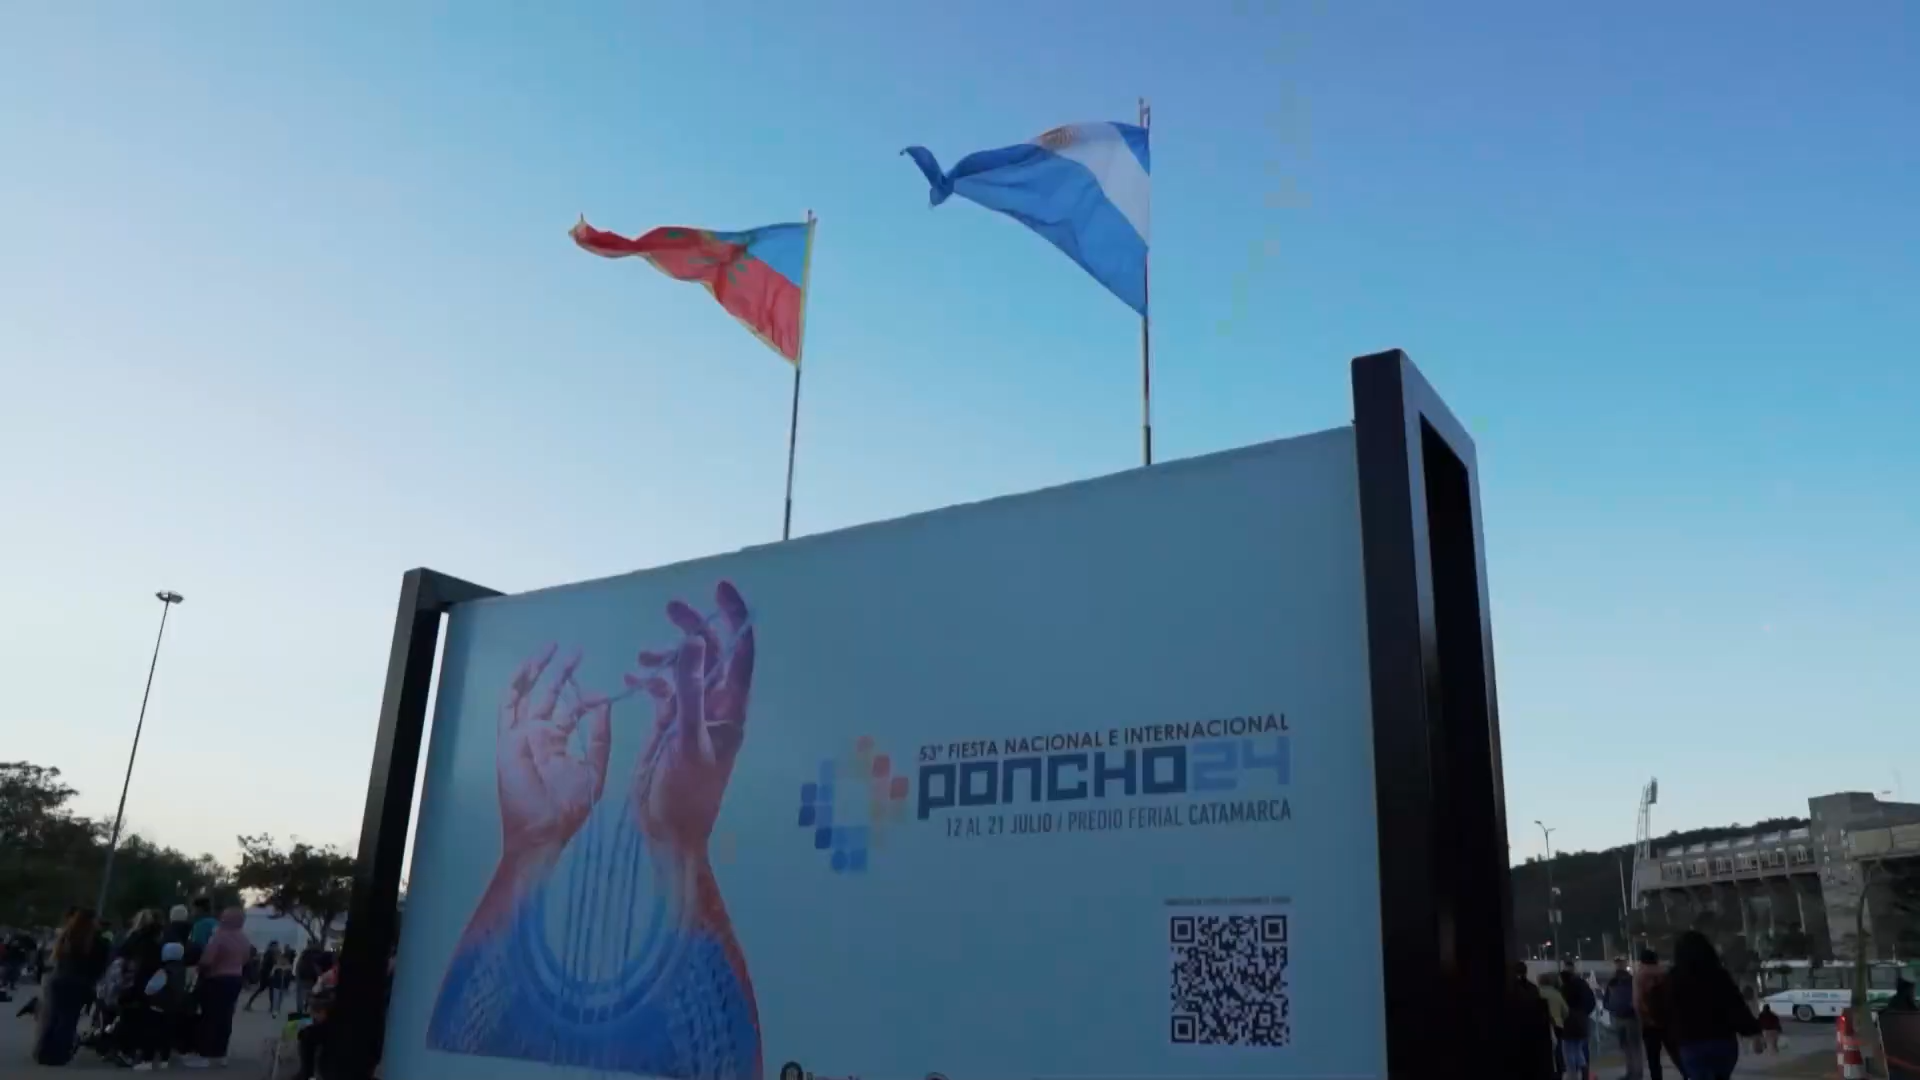 53° FIESTA NACIONAL E INTERNACIONAL
PONCHO24
12 AL 21 JULIO / PREDIO FERIAL CATAMARCA